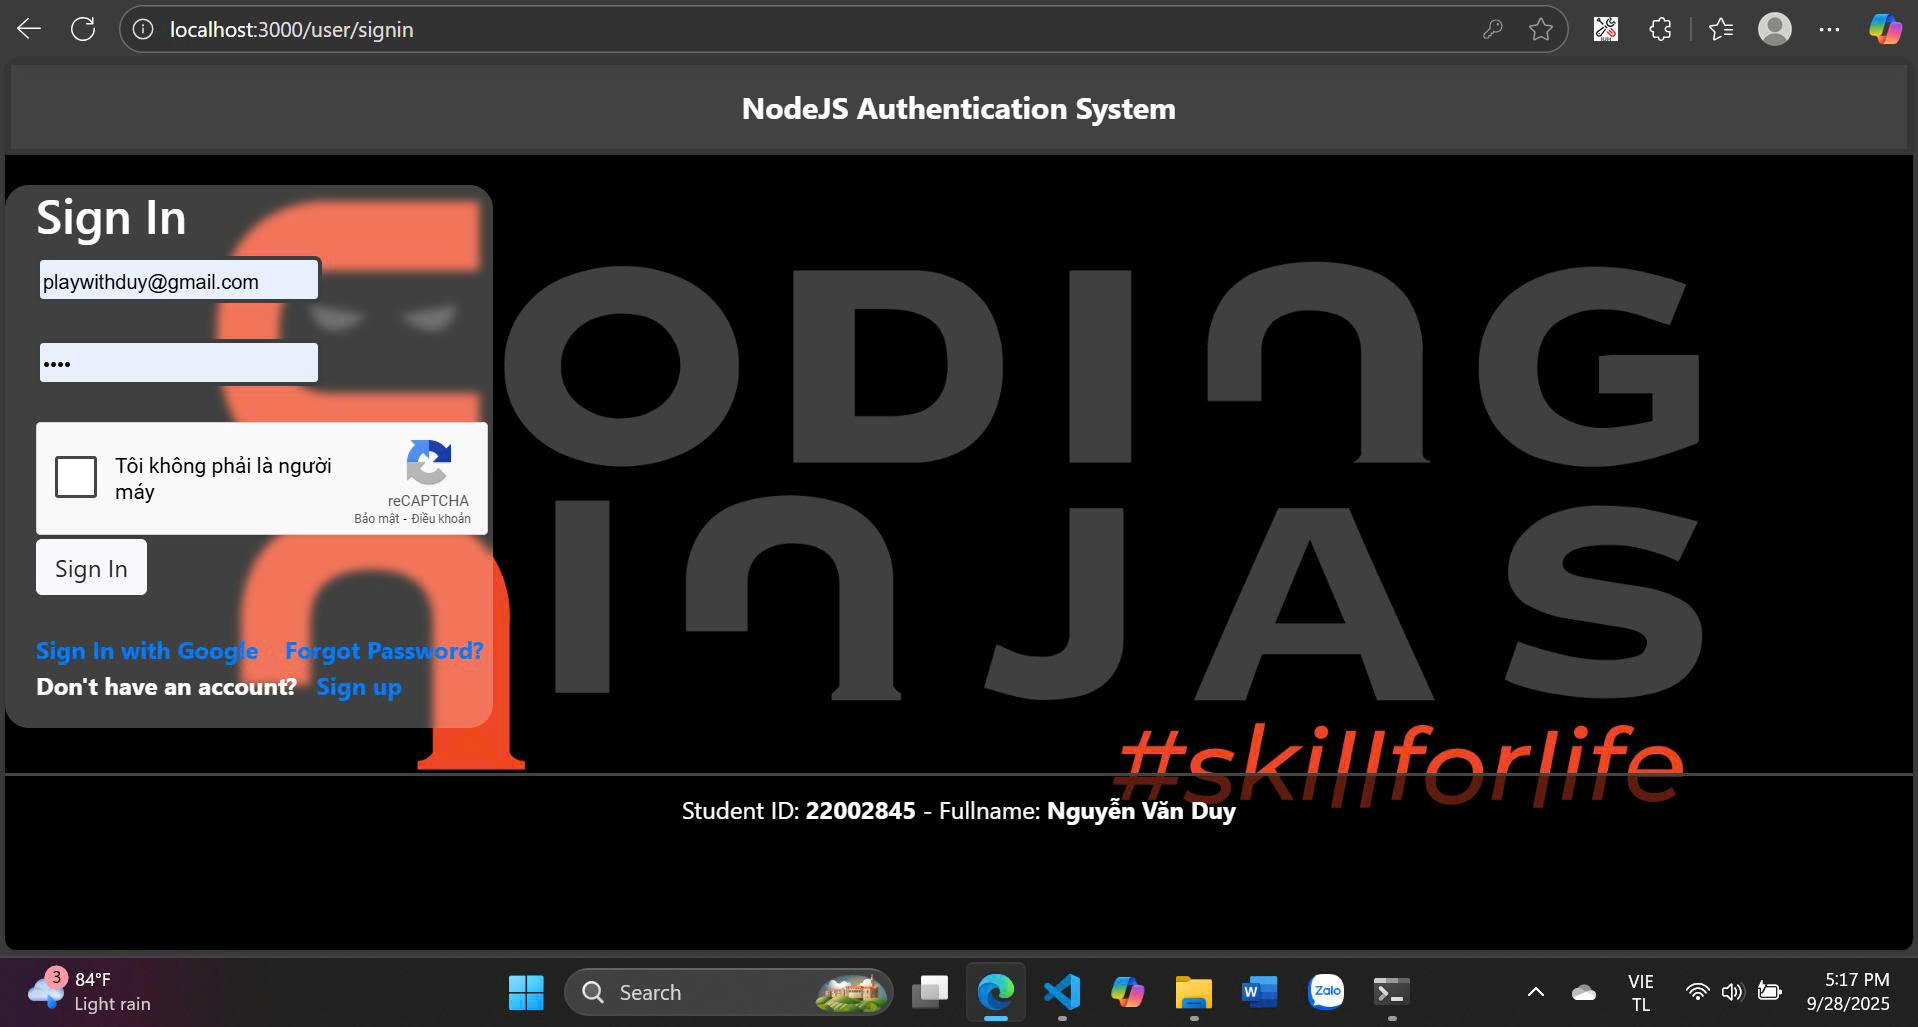 localhost:3000/user/signin
NodeJS Authentication System
Sign In
playwithduy@gmail.com
••••
Tôi không phải là người
máy
reCAPTCHA
Bảo mật - Điều khoản
Sign In
Sign In with Google Forgot Password?
Don't have an account? Sign up
CODING
NINJAS
#skillforlife
Student ID: 22002845 - Fullname: Nguyễn Văn Duy
3
84°F
Light rain
Search
W
Zalo
VIE
TL
5:17 PM
9/28/2025